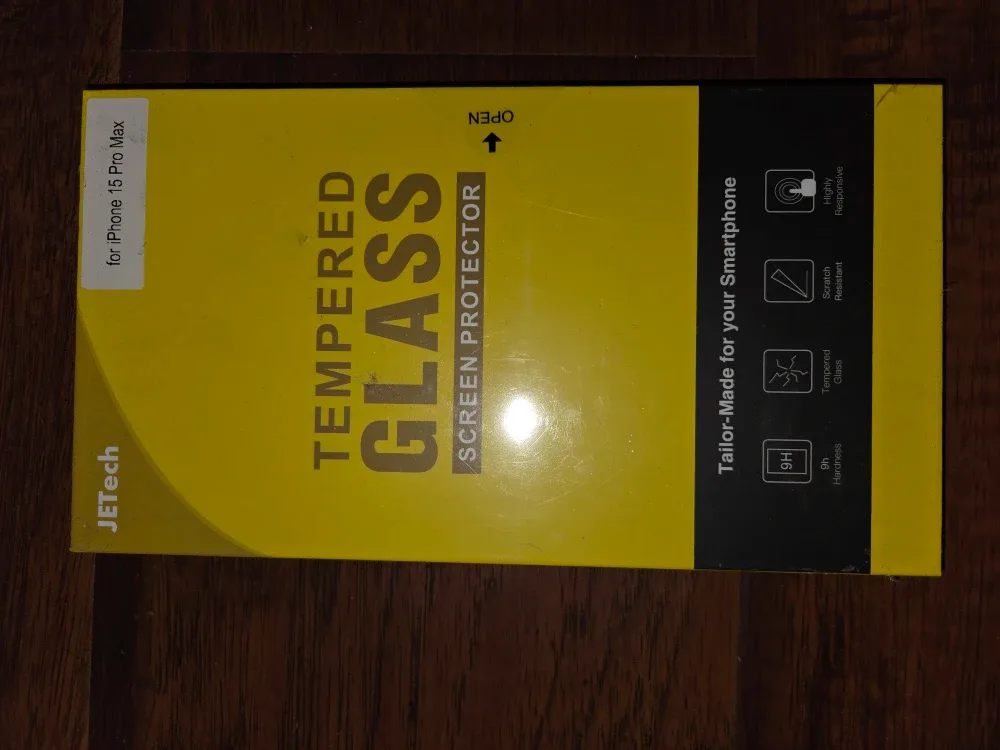 JETech
for iPhone 15 Pro Max
TEMPERED
GLASS
SCREEN PROTECTOR
OPEN
Tailor-Made for your Smartphone
9H
9h
Hardness
Tempered
Glass
Scratch
Resistant
Highly
Responsive